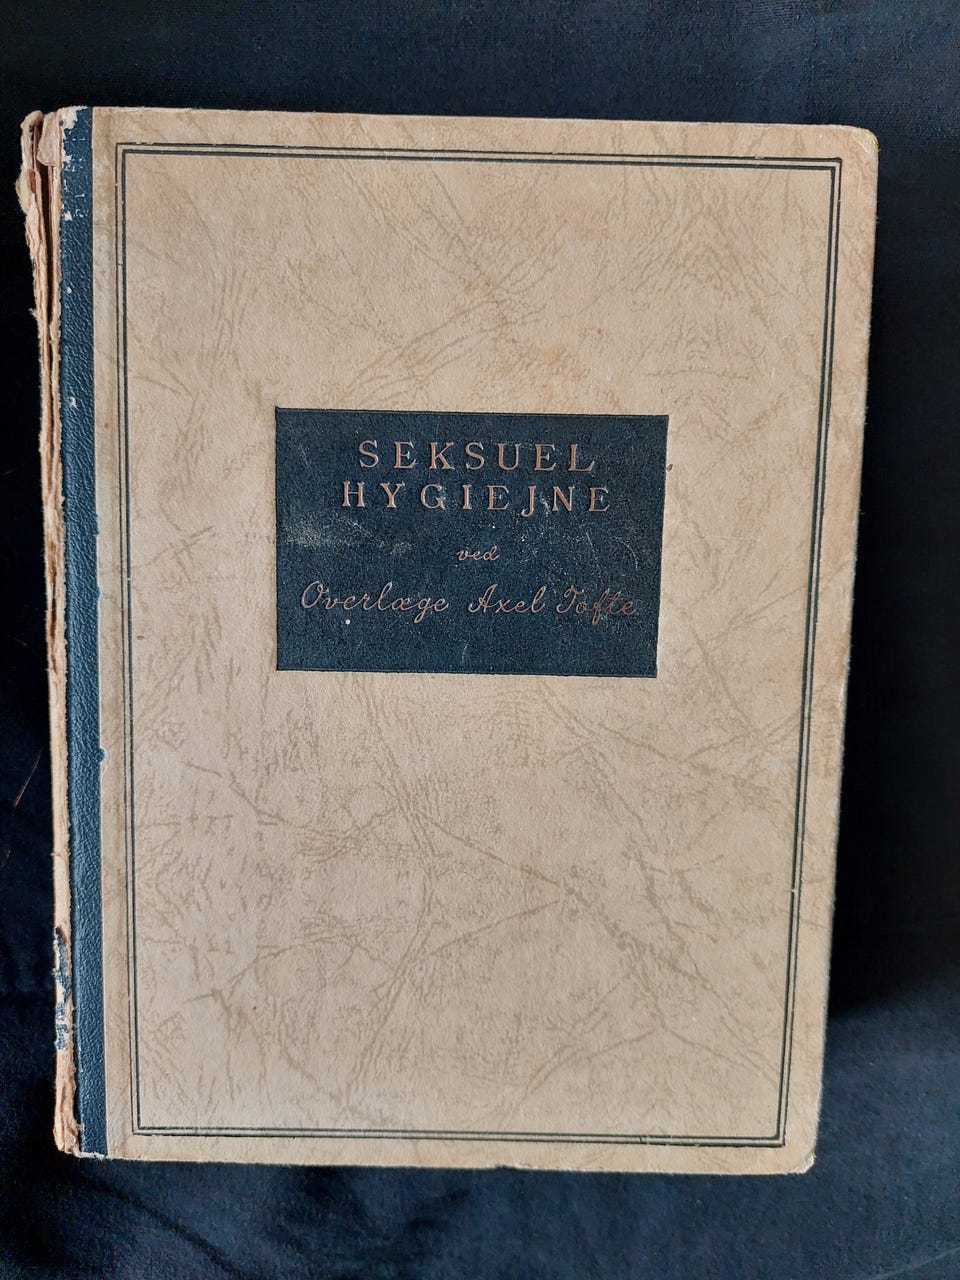 SEKSUEL
HYGIEJNE
ved
Overlæge Axel Tofte